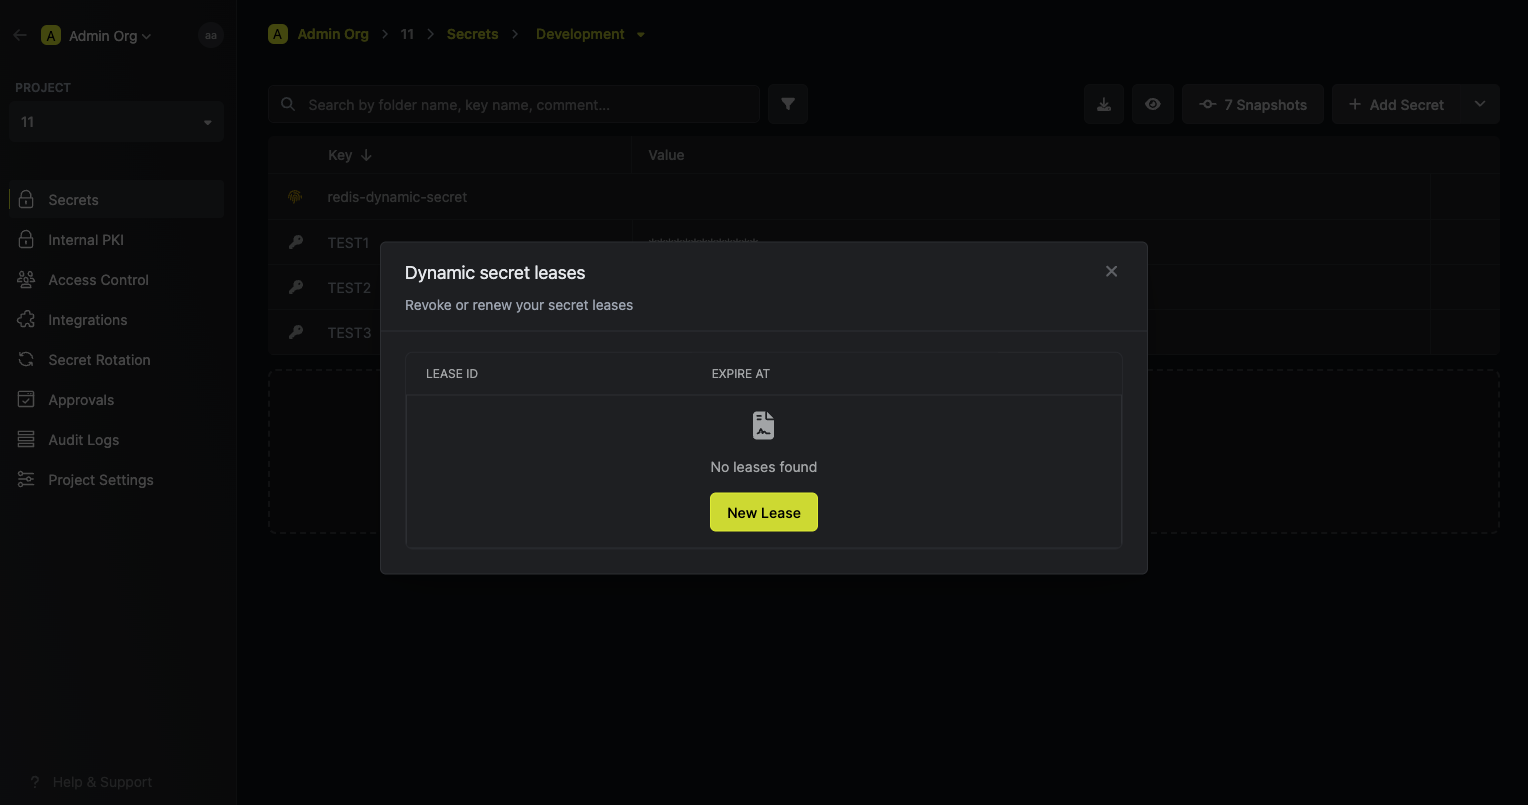 A Admin Org aa
PROJECT
11
Secrets
Internal PKI
Access Control
Integrations
Secret Rotation
Approvals
Audit Logs
Project Settings
? Help & Support
A Admin Org > 11 > Secrets > Development
Search by folder name, key name, comment...
7 Snapshots
+ Add Secret
Key ↓ Value
redis-dynamic-secret
TEST1
TEST2
TEST3
Dynamic secret leases
Revoke or renew your secret leases
LEASE ID EXPIRE AT
No leases found
New Lease